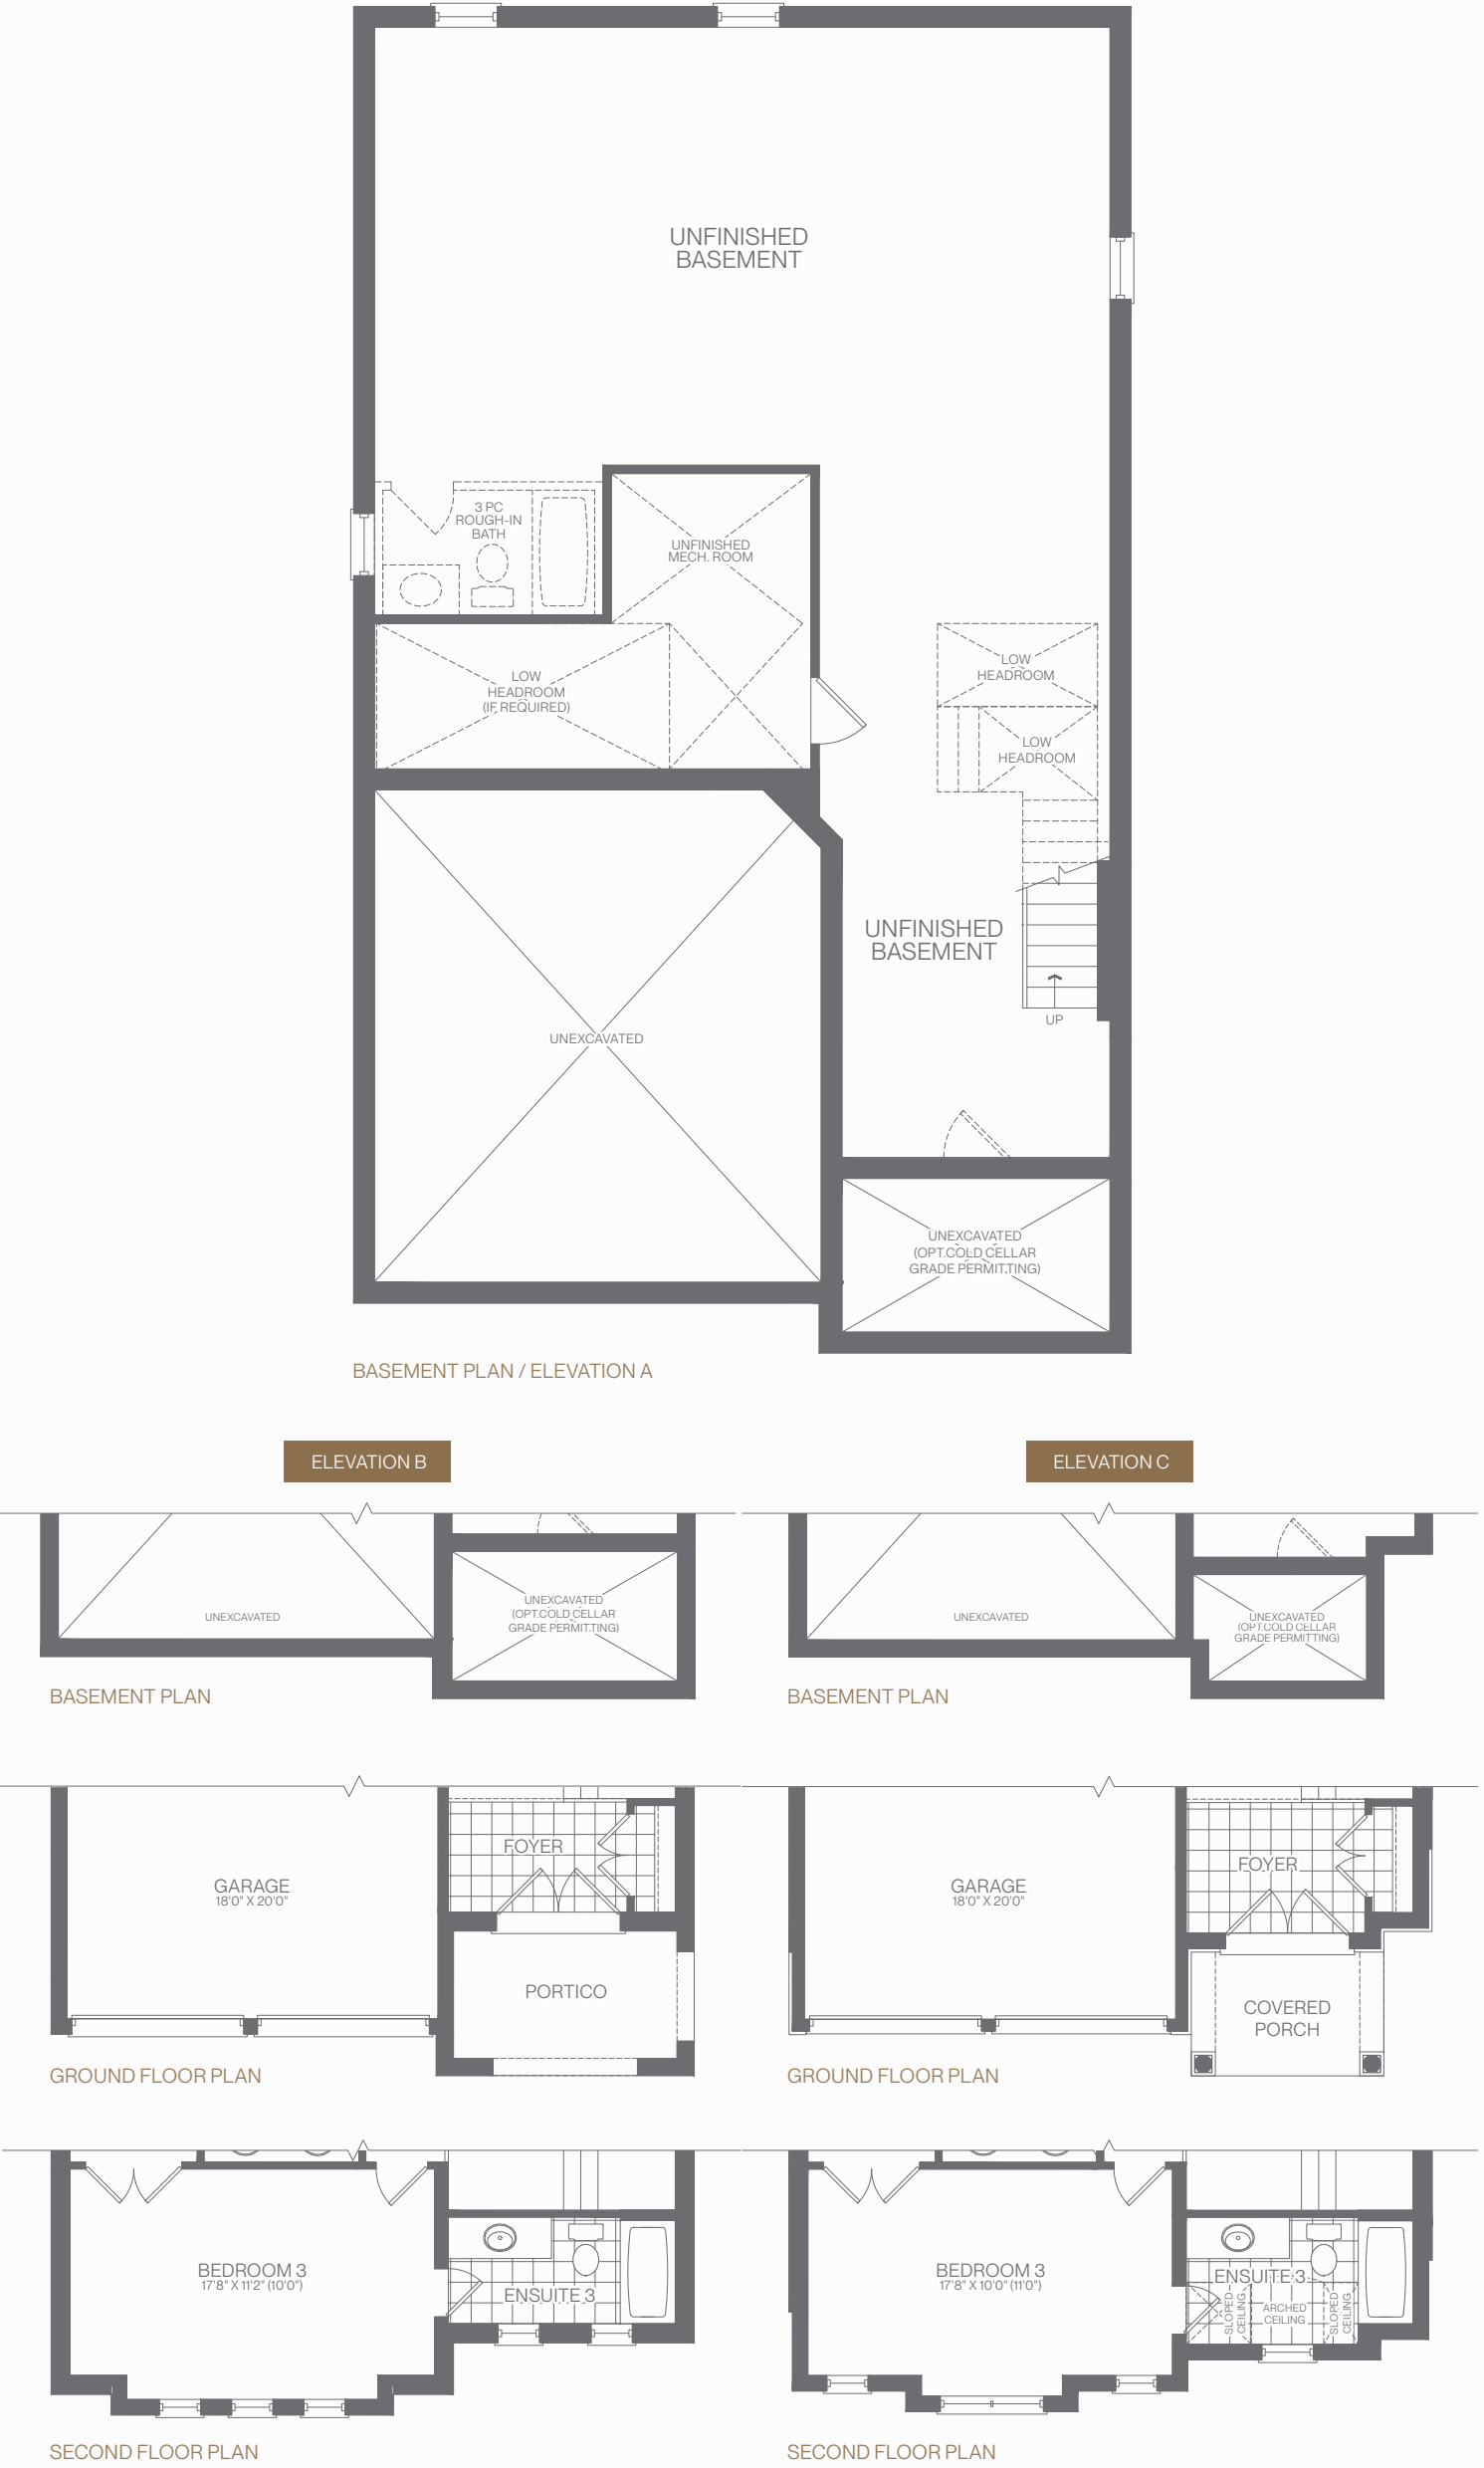 UNFINISHED
BASEMENT
3 PC
ROUGH-IN
BATH
UNFINISHED
MECH. ROOM
LOW
HEADROOM
(IF REQUIRED)
LOW
HEADROOM
LOW
HEADROOM
UNFINISHED
BASEMENT
UP
UNEXCAVATED
UNEXCAVATED
(OPT.COLD CELLAR
GRADE PERMITTING)
BASEMENT PLAN / ELEVATION A
ELEVATION B
UNEXCAVATED
UNEXCAVATED
(OPT.COLD CELLAR
GRADE PERMITTING)
BASEMENT PLAN
GARAGE
18'0" X 20'0"
FOYER
PORTICO
GROUND FLOOR PLAN
BEDROOM 3
17'8" X 11'2" (10'0")
ENSUITE 3
SECOND FLOOR PLAN
ELEVATION C
UNEXCAVATED
UNEXCAVATED
(OPT.COLD CELLAR
GRADE PERMITTING)
BASEMENT PLAN
GARAGE
18'0" X 20'0"
FOYER
COVERED
PORCH
GROUND FLOOR PLAN
BEDROOM 3
17'8" X 10'0" (11'0")
ENSUITE 3
SLOPED
CEILING
ARCHED
CEILING
SLOPED
CEILING
SECOND FLOOR PLAN